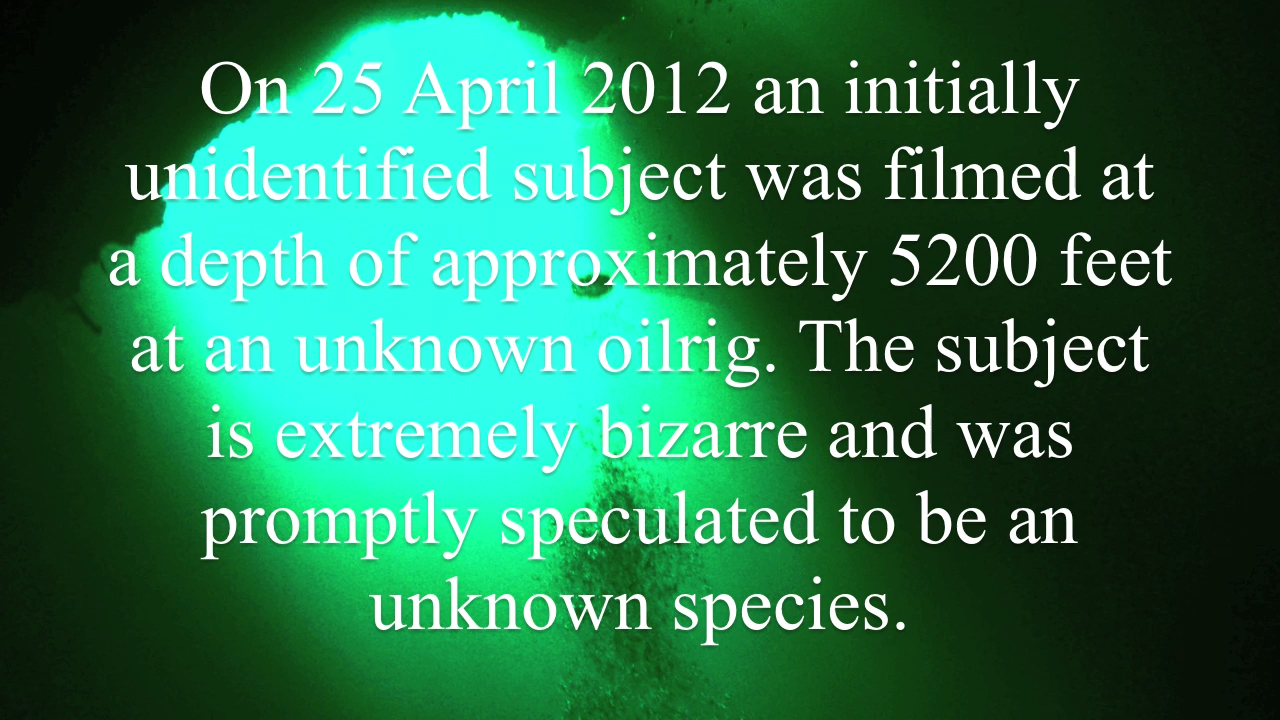 On 25 April 2012 an initially
unidentified subject was filmed at
a depth of approximately 5200 feet
at an unknown oilrig. The subject
is extremely bizarre and was
promptly speculated to be an
unknown species.